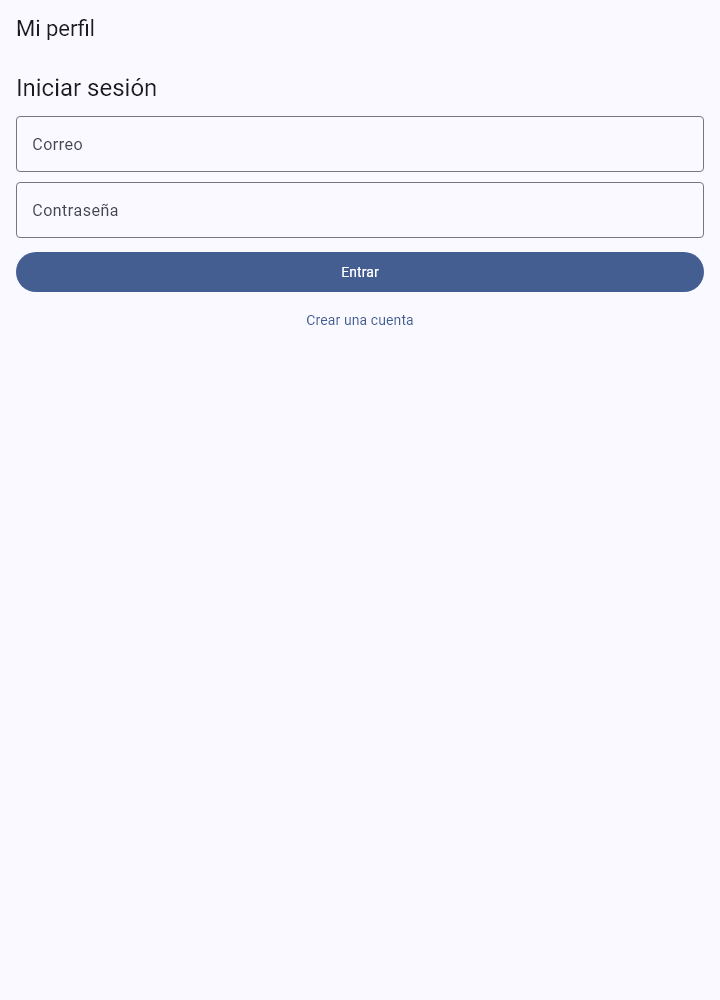 Mi perfil
Iniciar sesión
Correo
Contraseña
Entrar
Crear una cuenta